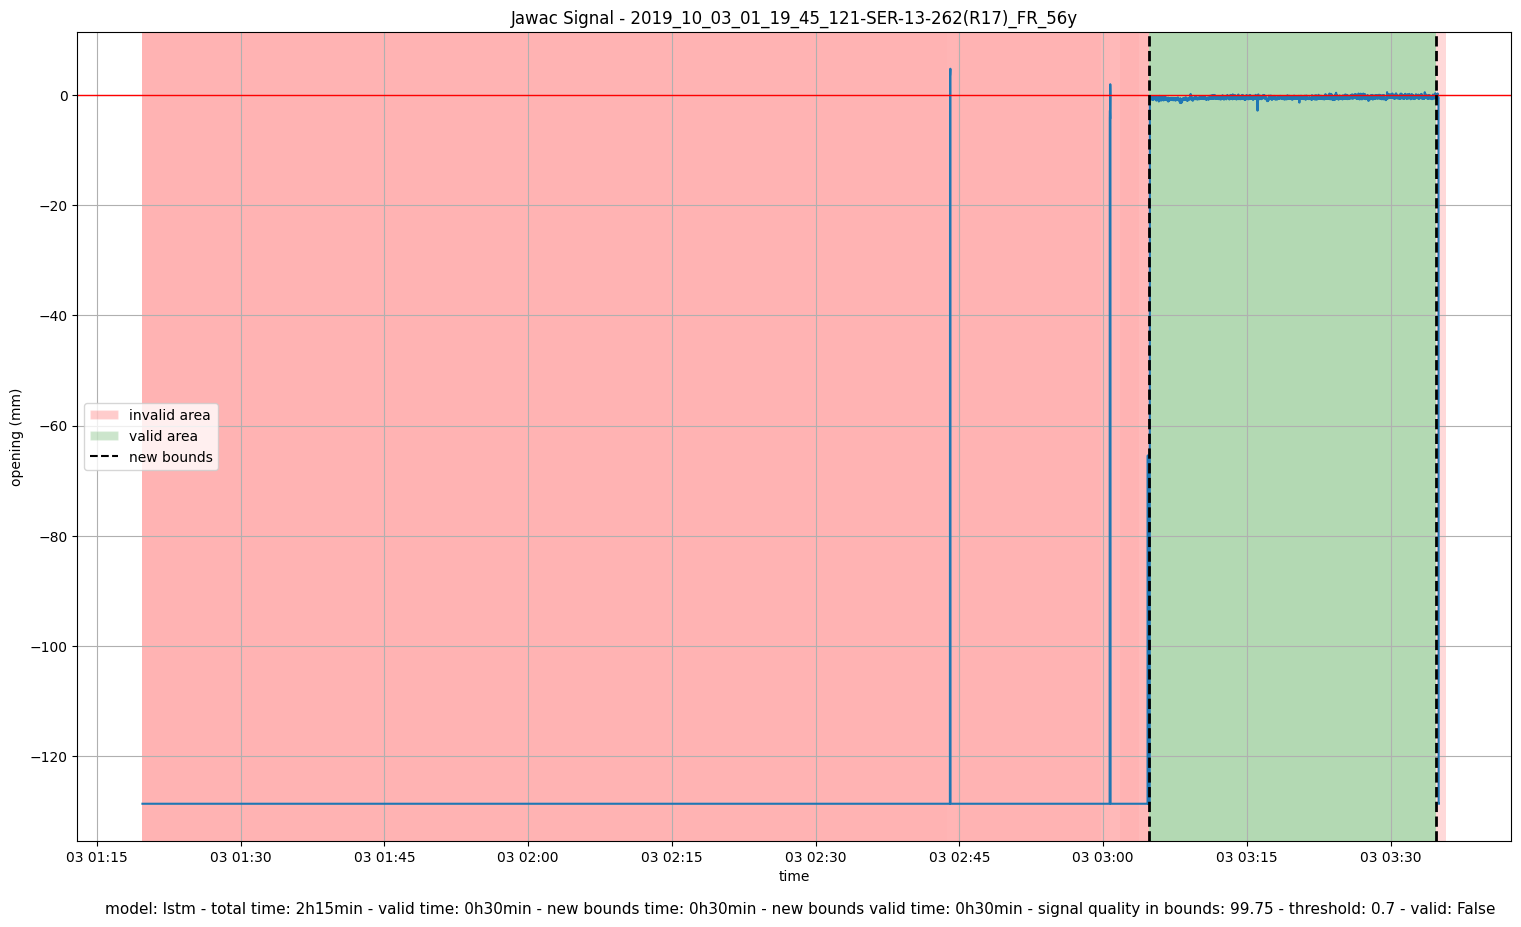 Jawac Signal - 2019_10_03_01_19_45_121-SER-13-262(R17)_FR_56y
opening (mm)
0
−20
−40
−60
−80
−100
−120
invalid area
valid area
new bounds
03 01:15
03 01:30
03 01:45
03 02:00
03 02:15
03 02:30
03 02:45
03 03:00
03 03:15
03 03:30
time
model: lstm - total time: 2h15min - valid time: 0h30min - new bounds time: 0h30min - new bounds valid time: 0h30min - signal quality in bounds: 99.75 - threshold: 0.7 - valid: False